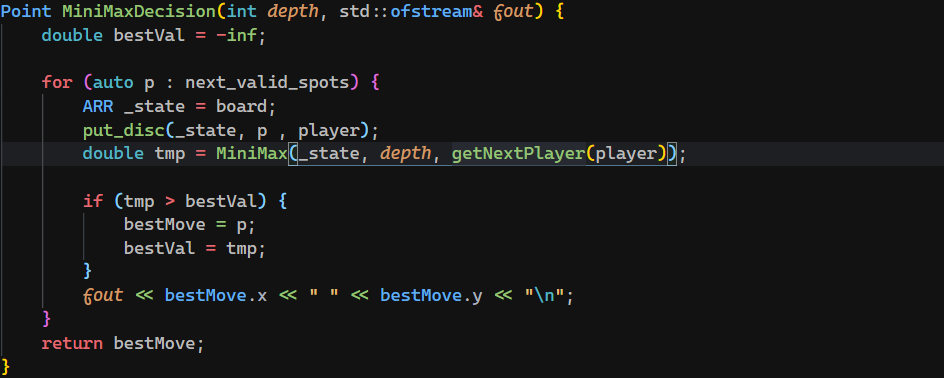 Point MiniMaxDecision(int depth, std::ofstream& fout) {
    double bestVal = -inf;

    for (auto p : next_valid_spots) {
        ARR _state = board;
        put_disc(_state, p , player);
        double tmp = MiniMax(_state, depth, getNextPlayer(player));

        if (tmp > bestVal) {
            bestMove = p;
            bestVal = tmp;
        }
        fout << bestMove.x << " " << bestMove.y << "\n";
    }
    return bestMove;
}